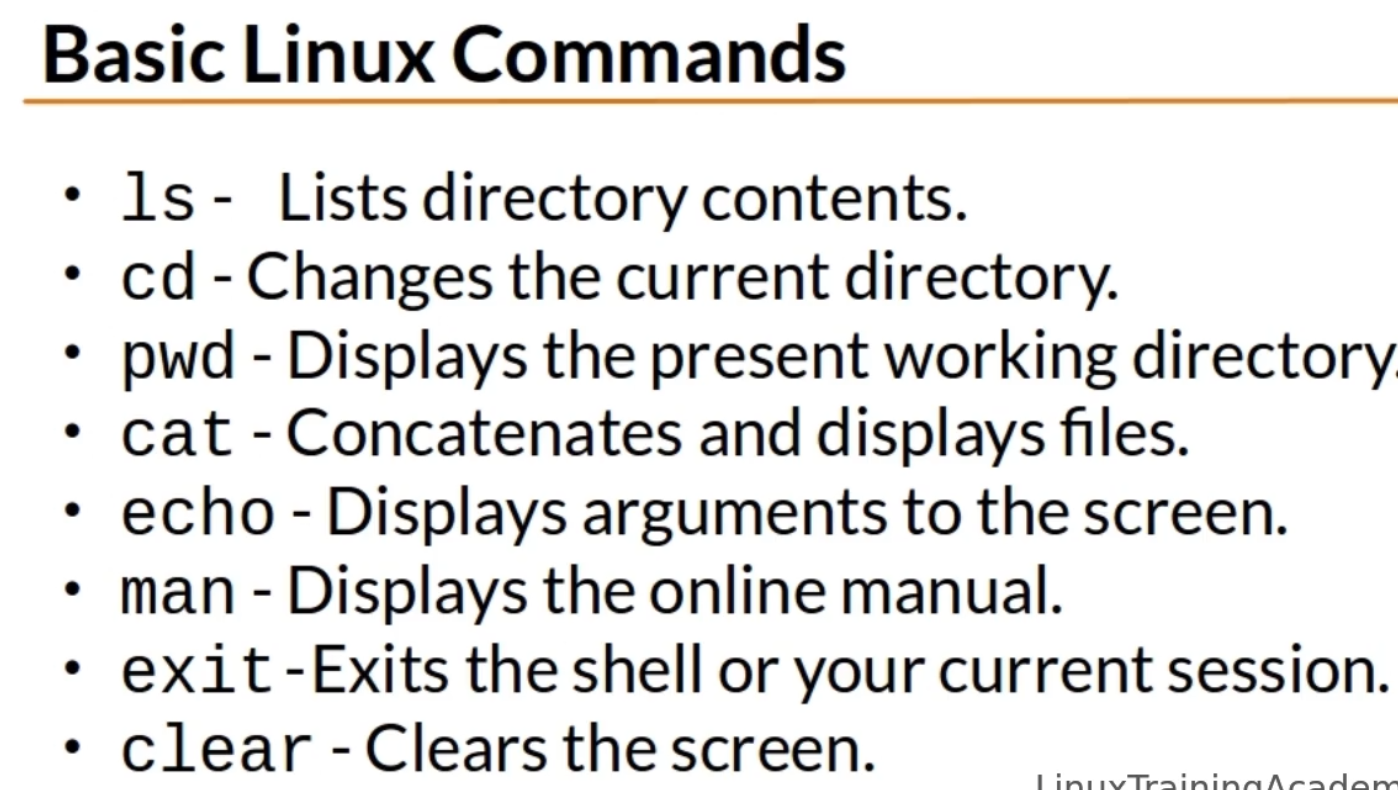 Basic Linux Commands
• ls - Lists directory contents.
• cd - Changes the current directory.
• pwd - Displays the present working directory.
• cat - Concatenates and displays files.
• echo - Displays arguments to the screen.
• man - Displays the online manual.
• exit -Exits the shell or your current session.
• clear - Clears the screen.
LinuxTrainingAcadem